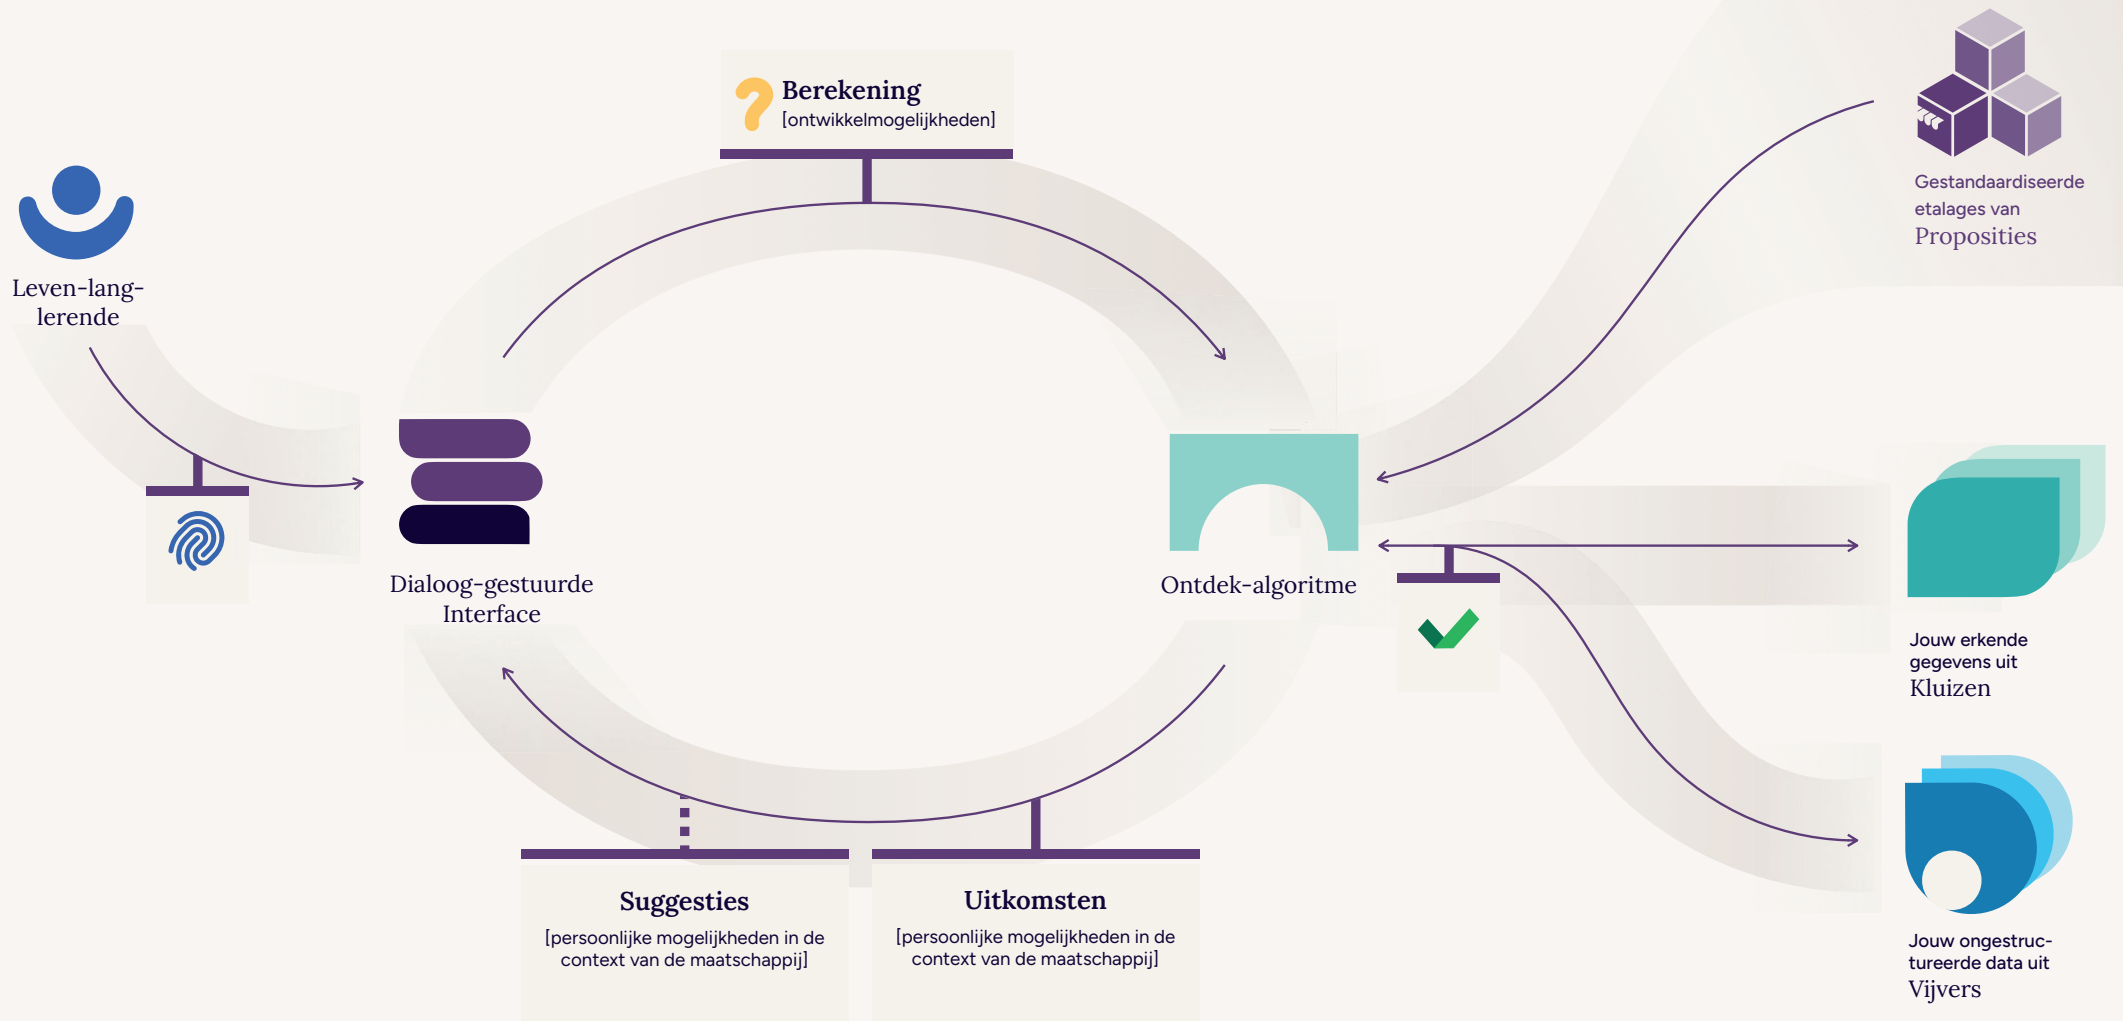 Berekening
[ontwikkelmogelijkheden]
Gestandaardiseerde
etalages van
Proposities
Leven-lang-
lerende
Dialoog-gestuurde
Interface
Ontdek-algoritme
Jouw erkende
gegevens uit
Kluizen
Suggesties
[persoonlijke mogelijkheden in de
context van de maatschappij]
Uitkomsten
[persoonlijke mogelijkheden in de
context van de maatschappij]
Jouw ongestruc-
tureerde data uit
Vijvers